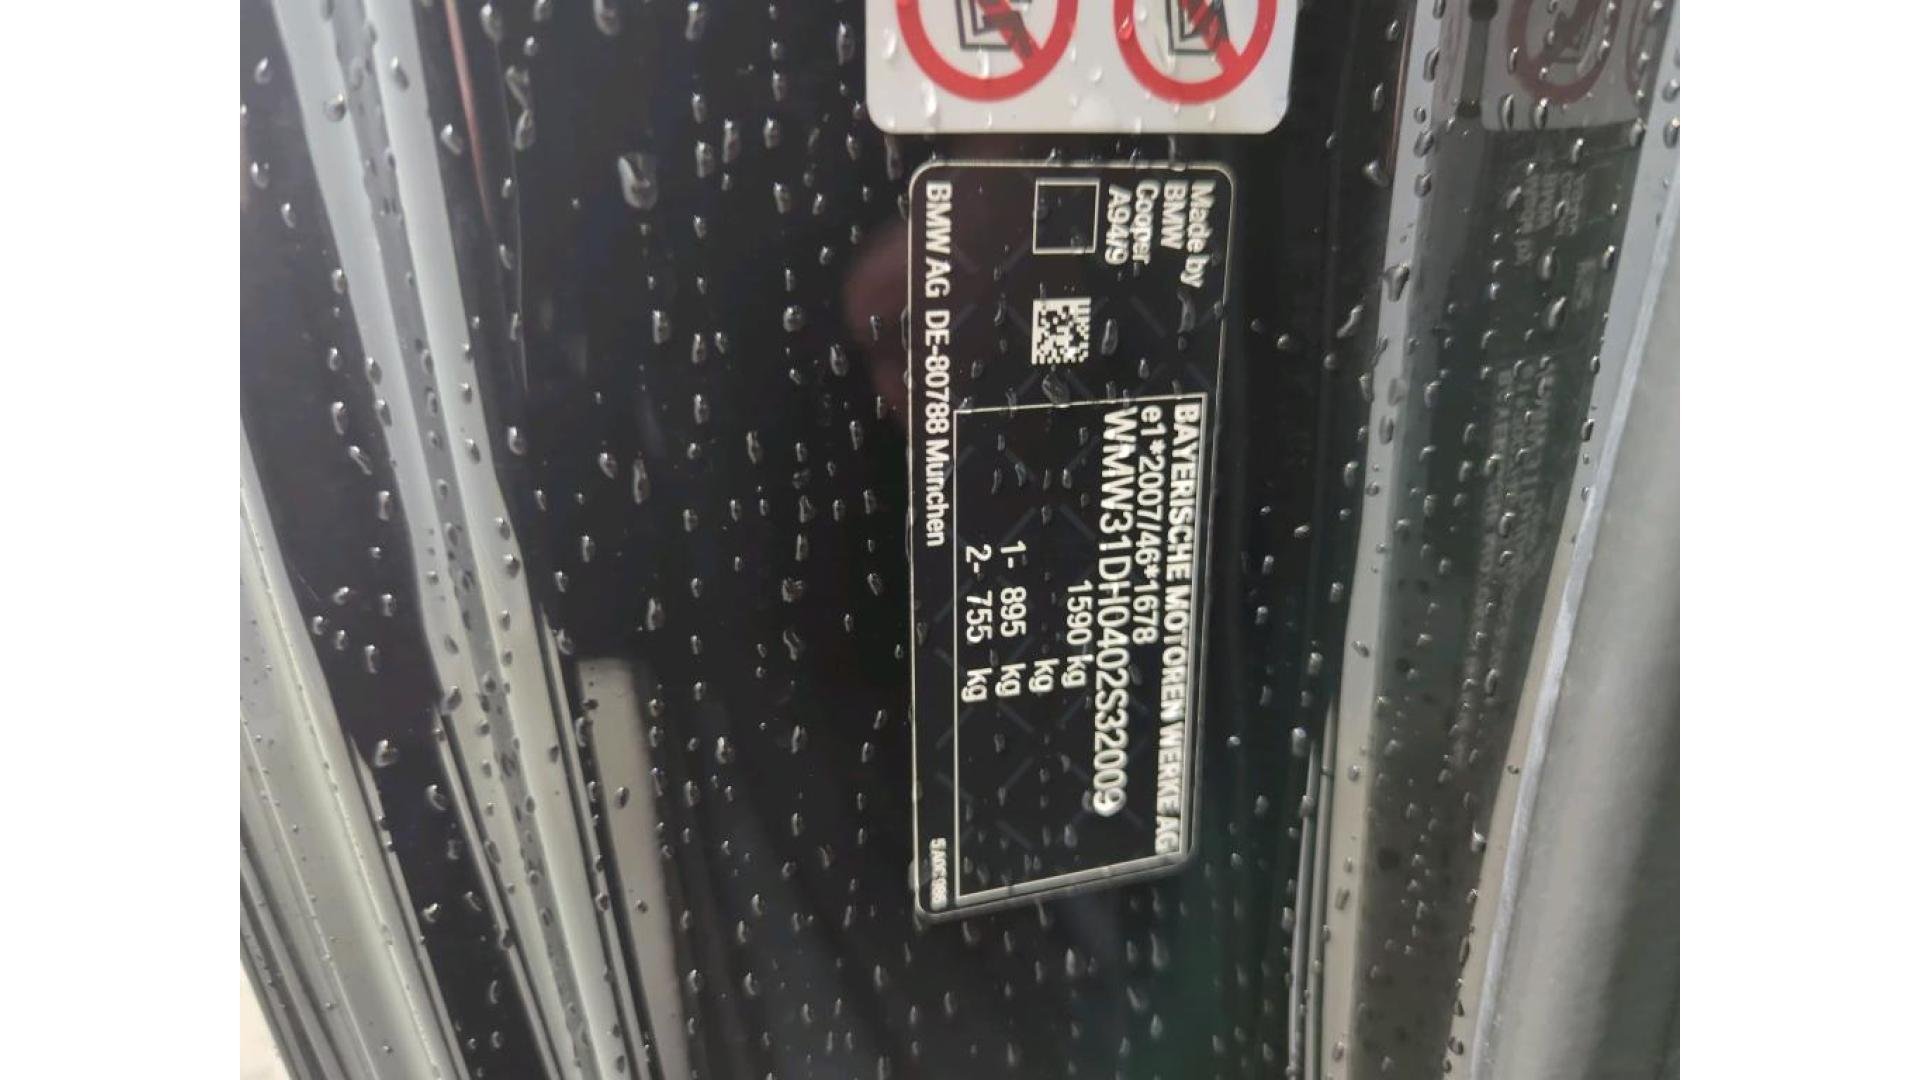 Made by
BMW
Cooper
A94/9
BAYERISCHE MOTOREN WERKE AG
e1*2007/46*1678
WMW31DH0402S32009
1590 kg
kg
1- 895 kg
2- 755 kg
BMW AG DE-80788 München